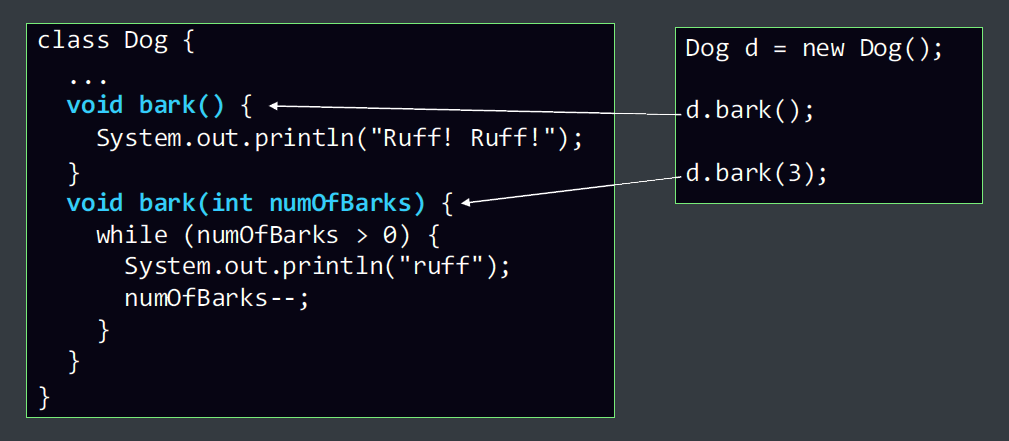 class Dog {
  ...
  void bark() {
    System.out.println("Ruff! Ruff!");
  }
  void bark(int numOfBarks) {
    while (numOfBarks > 0) {
      System.out.println("ruff");
      numOfBarks--;
    }
  }
}
Dog d = new Dog();
d.bark();
d.bark(3);